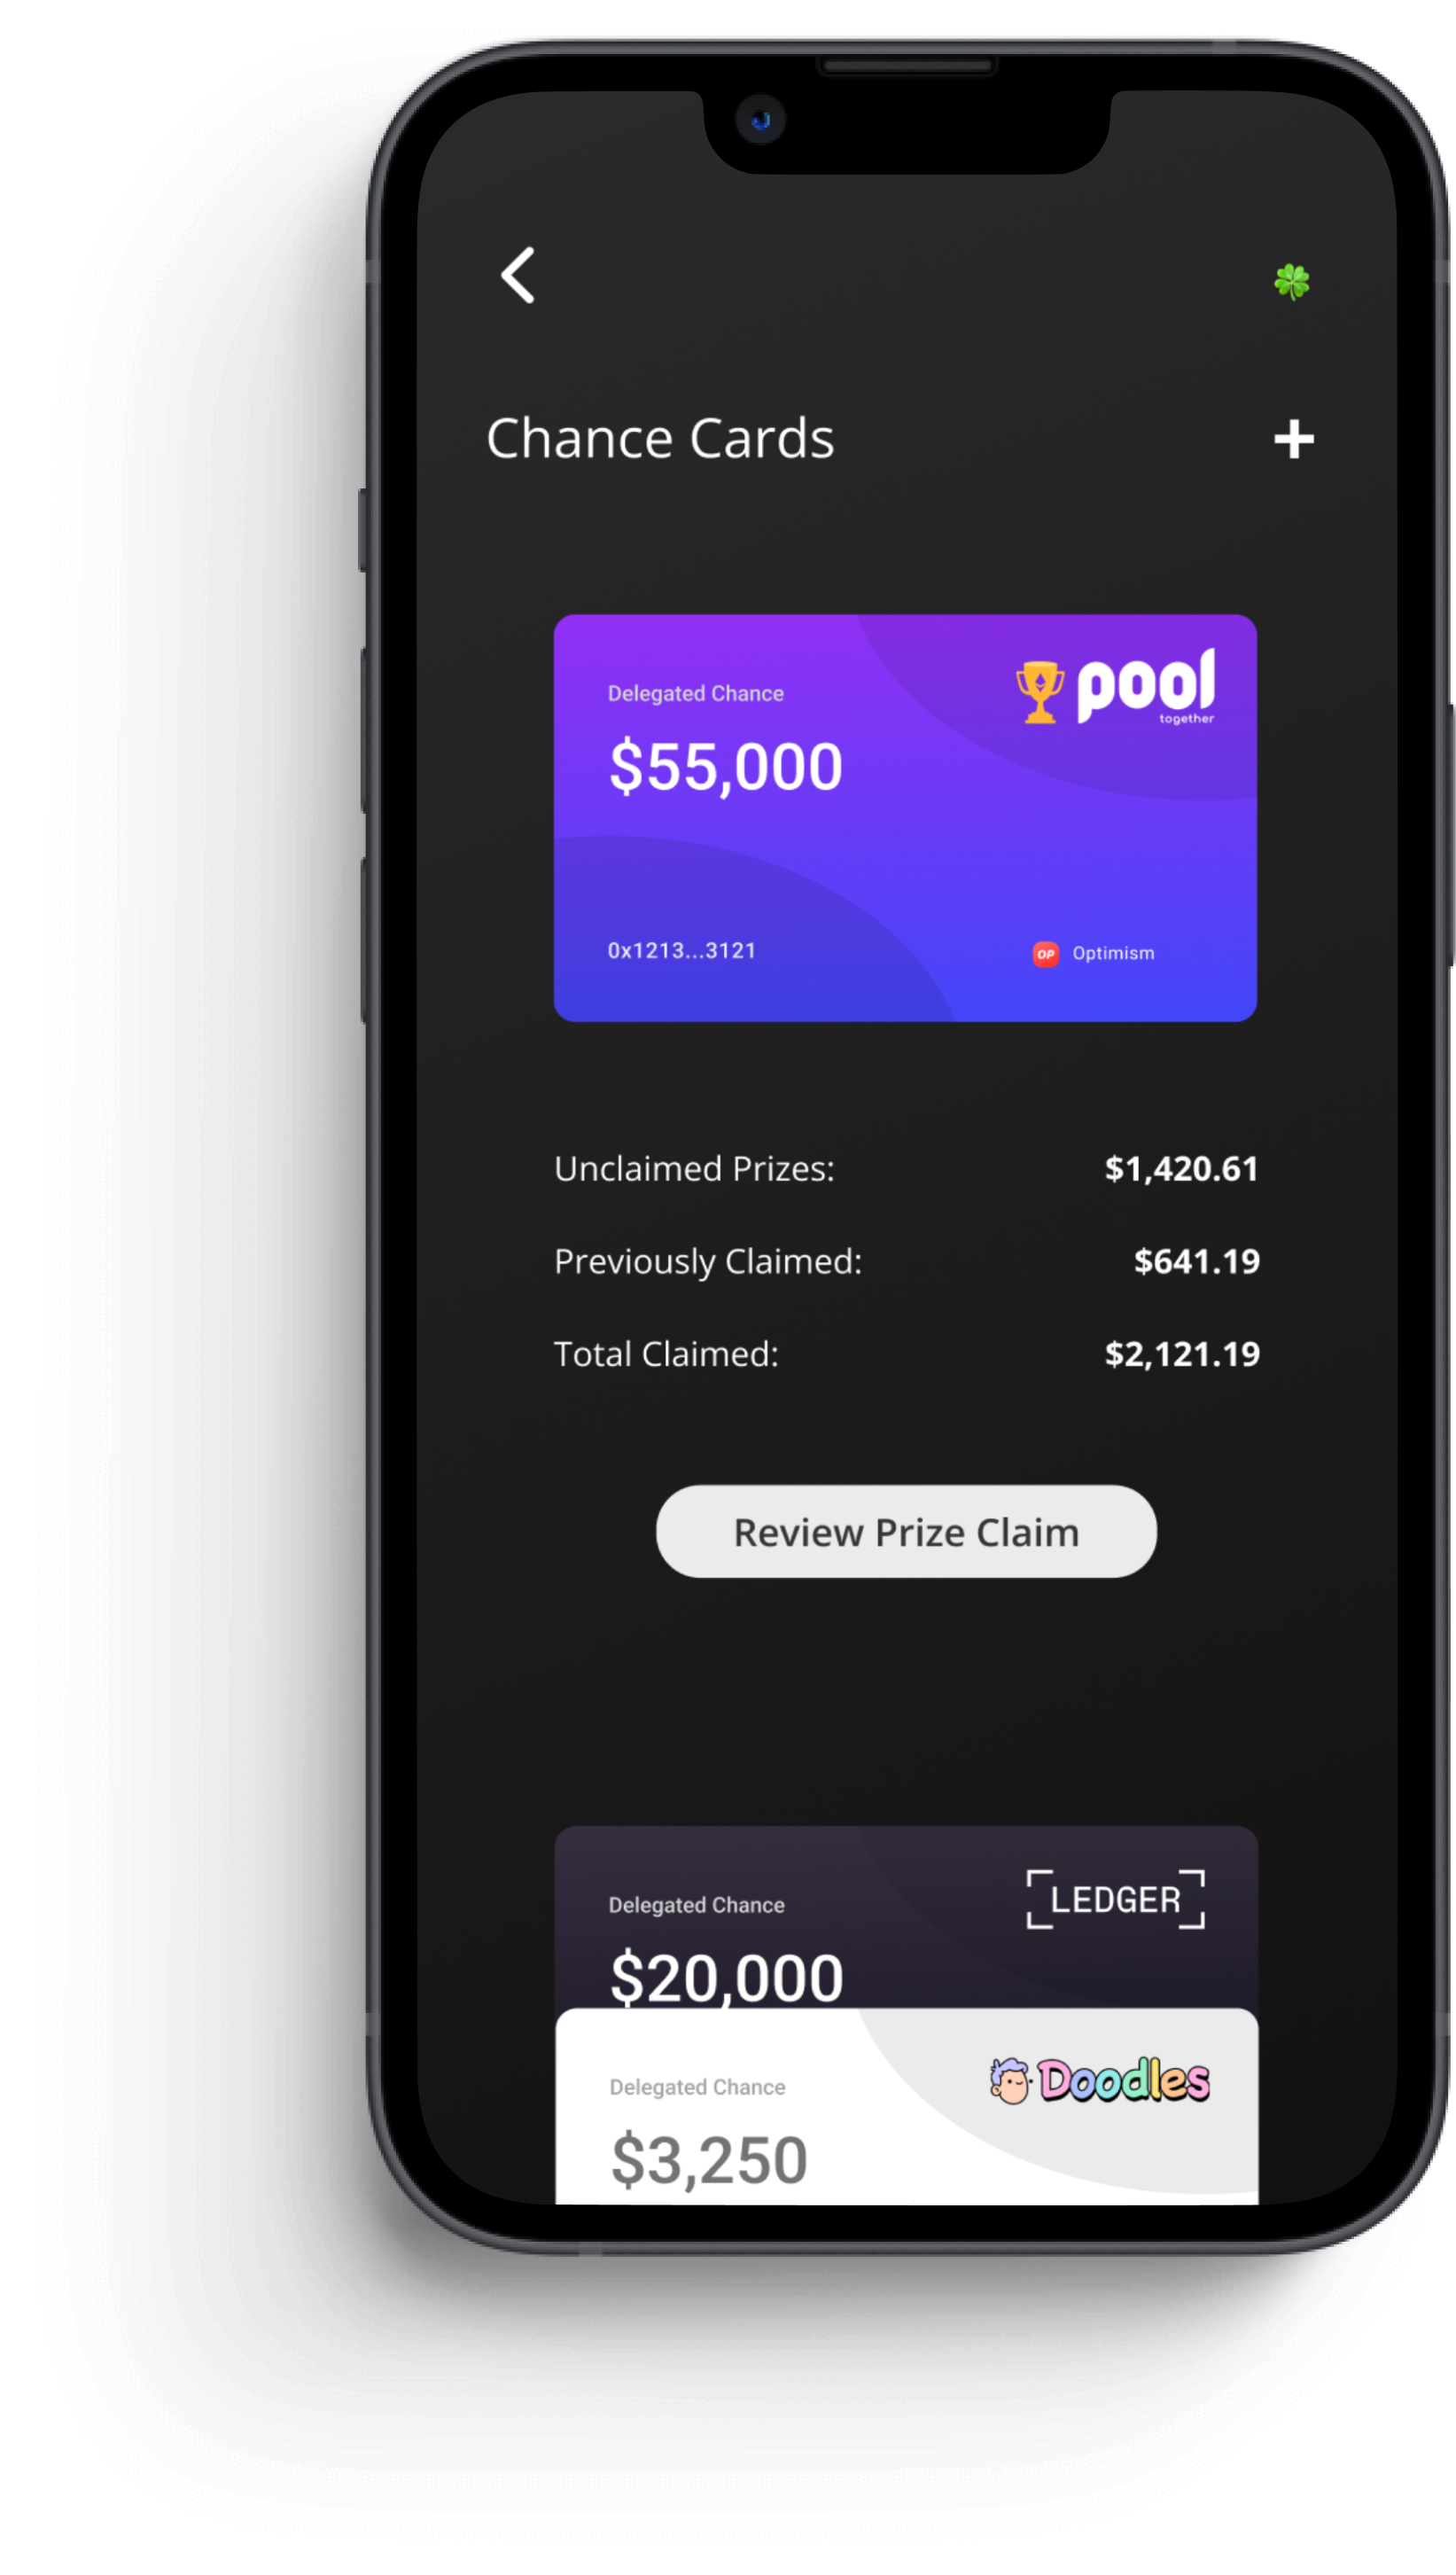 Chance Cards
Delegated Chance
pool
together
$55,000
0x1213...3121
OP Optimism
Unclaimed Prizes: $1,420.61
Previously Claimed: $641.19
Total Claimed: $2,121.19
Review Prize Claim
Delegated Chance
LEDGER
$20,000
Delegated Chance
Doodles
$3,250